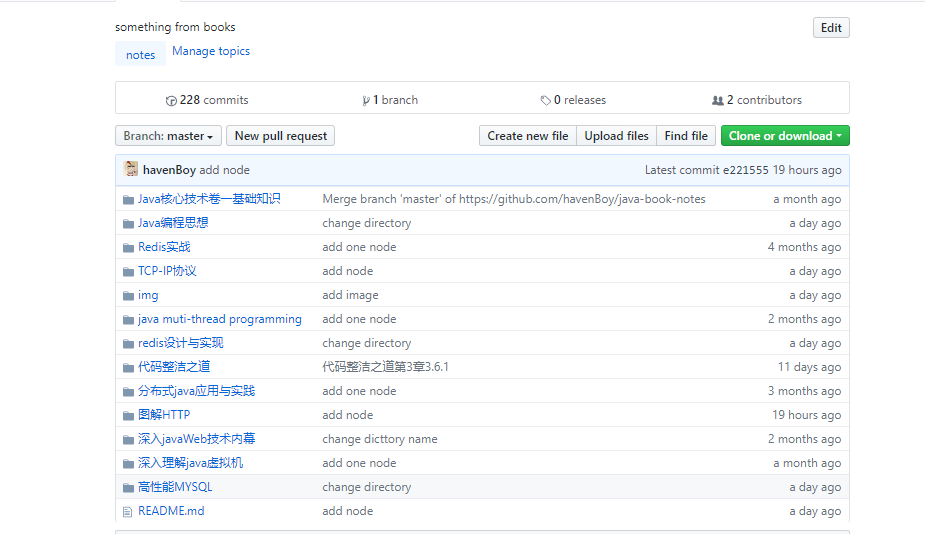 something from books
Edit
notes Manage topics
228 commits 1 branch 0 releases 2 contributors
Branch: master New pull request Create new file Upload files Find file Clone or download
havenBoy add node Latest commit e221555 19 hours ago
Java核心技术卷一基础知识 Merge branch 'master' of https://github.com/havenBoy/java-book-notes a month ago
Java编程思想 change directory a day ago
Redis实战 add one node 4 months ago
TCP-IP协议 add node a day ago
img add image a day ago
java muti-thread programming add one node 2 months ago
redis设计与实现 change directory a day ago
代码整洁之道 代码整洁之道第3章3.6.1 11 days ago
分布式java应用与实践 add one node 3 months ago
图解HTTP add node 19 hours ago
深入javaWeb技术内幕 change dicttory name 2 months ago
深入理解java虚拟机 add one node a month ago
高性能MYSQL change directory a day ago
README.md add node a day ago